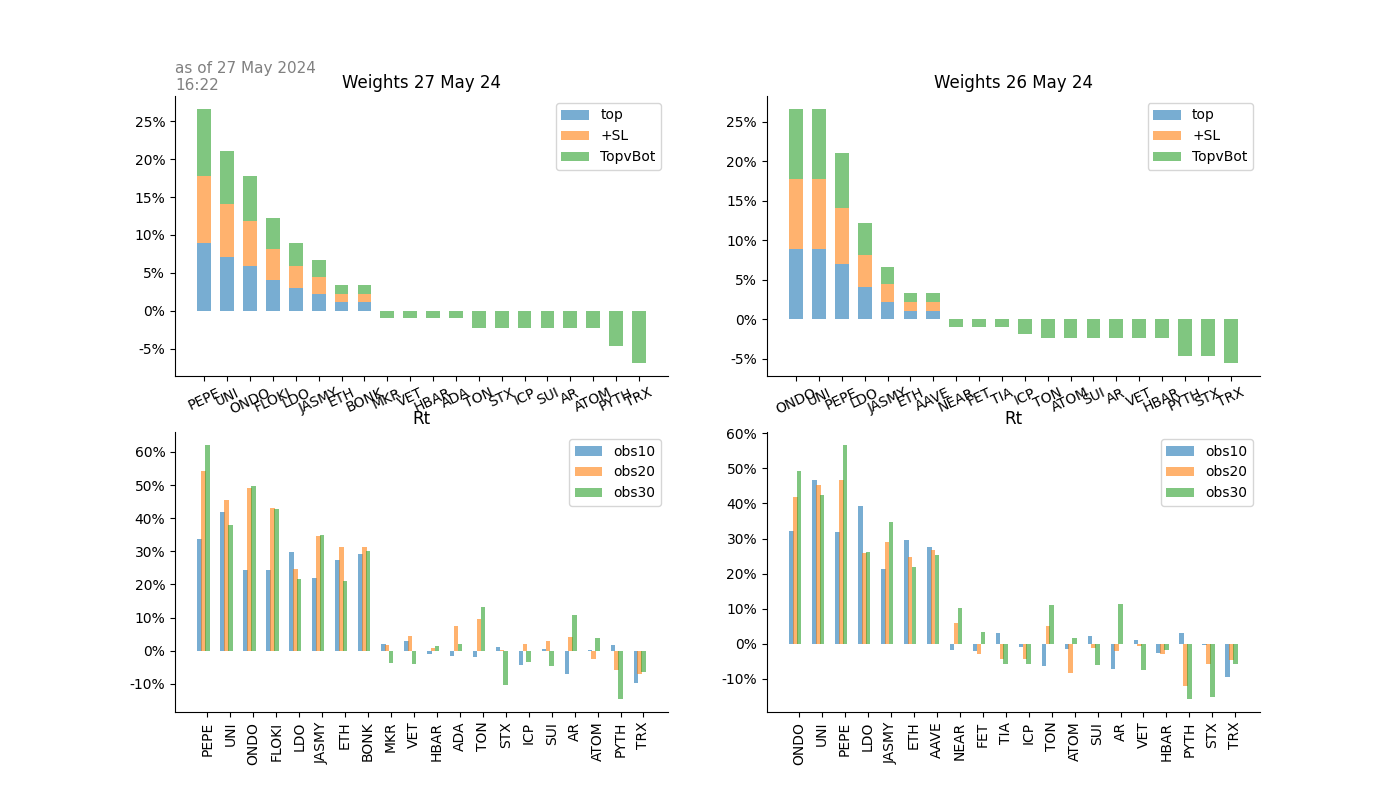 as of 27 May 2024
16:22
Weights 27 May 24
25%
20%
15%
10%
5%
0%
-5%
top
+SL
TopvBot
PEPE UNI ONDO FLOKI LDO JASMY ETH BONK MKR VET HBAR ADA TON STX ICP SUI AR ATOM PYTH TRX
Weights 26 May 24
25%
20%
15%
10%
5%
0%
-5%
top
+SL
TopvBot
ONDO UNI PEPE LDO JASMY ETH AAVE NEAR FET TIA ICP TON ATOM SUI AR VET HBAR PYTH STX TRX
Rt
60%
50%
40%
30%
20%
10%
0%
-10%
obs10
obs20
obs30
PEPE UNI ONDO FLOKI LDO JASMY ETH BONK MKR VET HBAR ADA TON STX ICP SUI AR ATOM PYTH TRX
Rt
60%
50%
40%
30%
20%
10%
0%
-10%
obs10
obs20
obs30
ONDO UNI PEPE LDO JASMY ETH AAVE NEAR FET TIA ICP TON ATOM SUI AR VET HBAR PYTH STX TRX